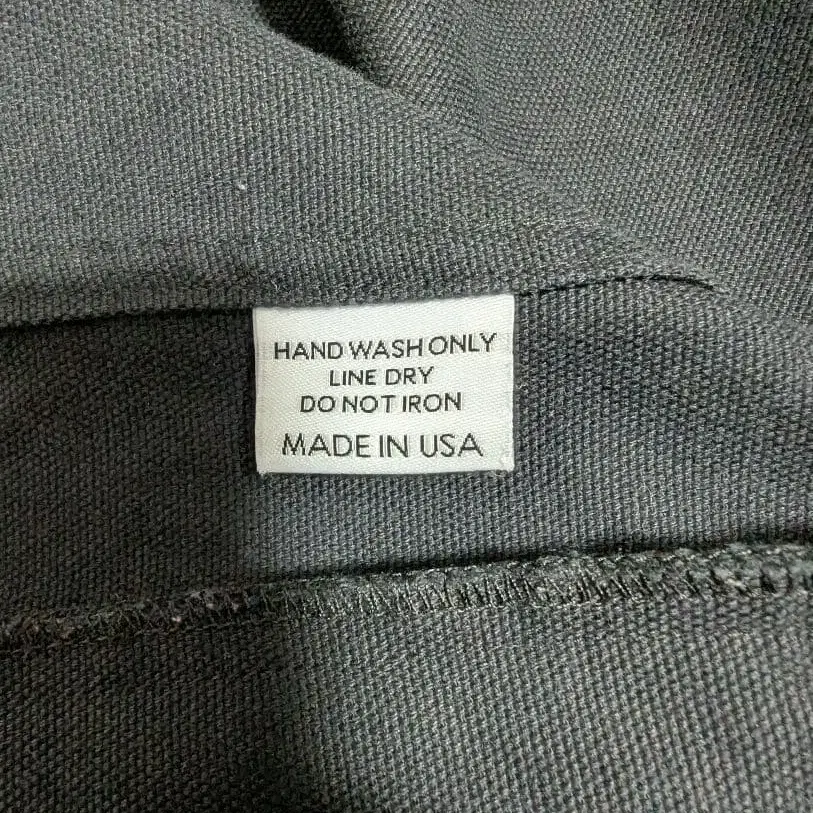 HAND WASH ONLY
LINE DRY
DO NOT IRON
MADE IN USA